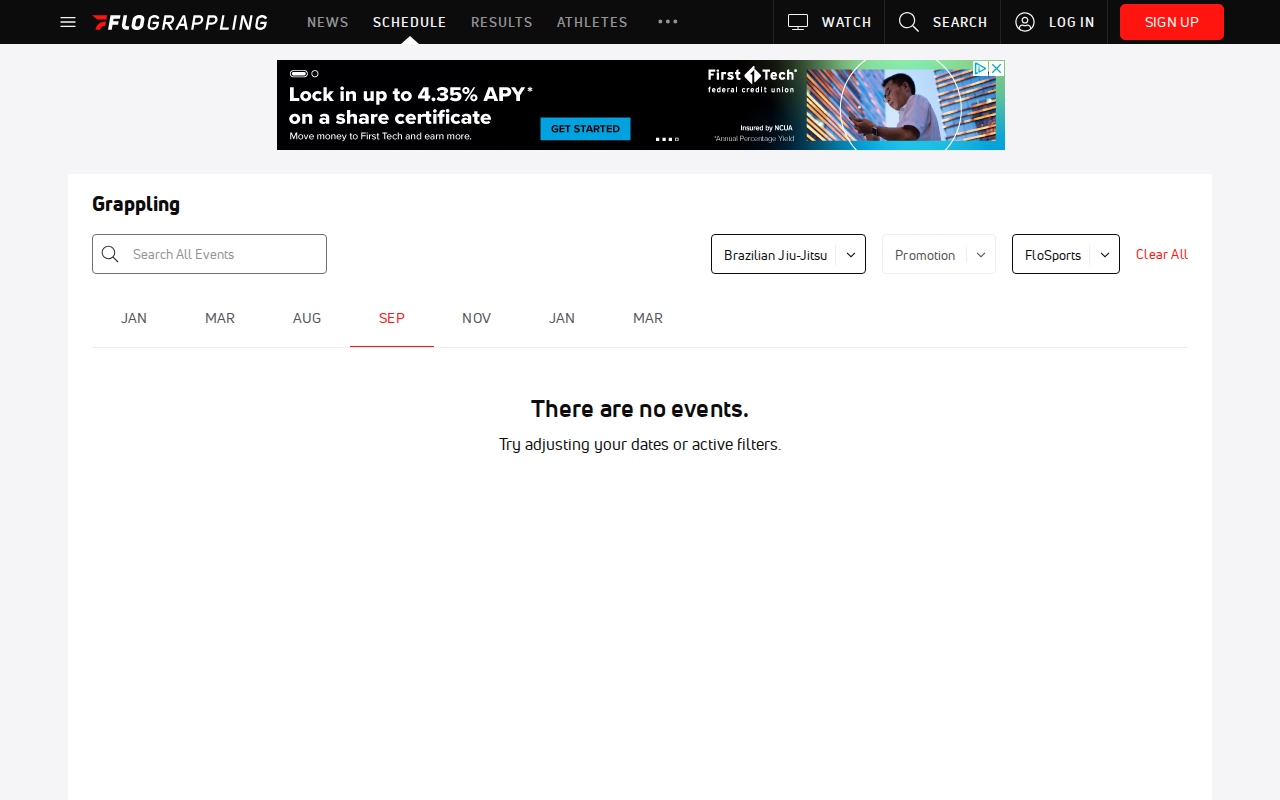 FLOGRAPPLING NEWS SCHEDULE RESULTS ATHLETES WATCH SEARCH LOG IN SIGN UP
Lock in up to 4.35% APY*
on a share certificate
Move money to First Tech and earn more.
GET STARTED
First Tech®
federal credit union
Insured by NCUA
*Annual Percentage Yield
Grappling
Search All Events
Brazilian Jiu-Jitsu
Promotion
FloSports
Clear All
JAN MAR AUG SEP NOV JAN MAR
There are no events.
Try adjusting your dates or active filters.